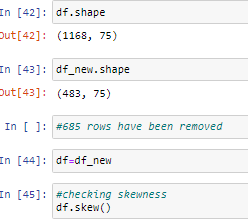 In [42]: df.shape
Out[42]: (1168, 75)
In [43]: df_new.shape
Out[43]: (483, 75)
In [ ]: #685 rows have been removed
In [44]: df=df_new
In [45]: #checking skewness
df.skew()